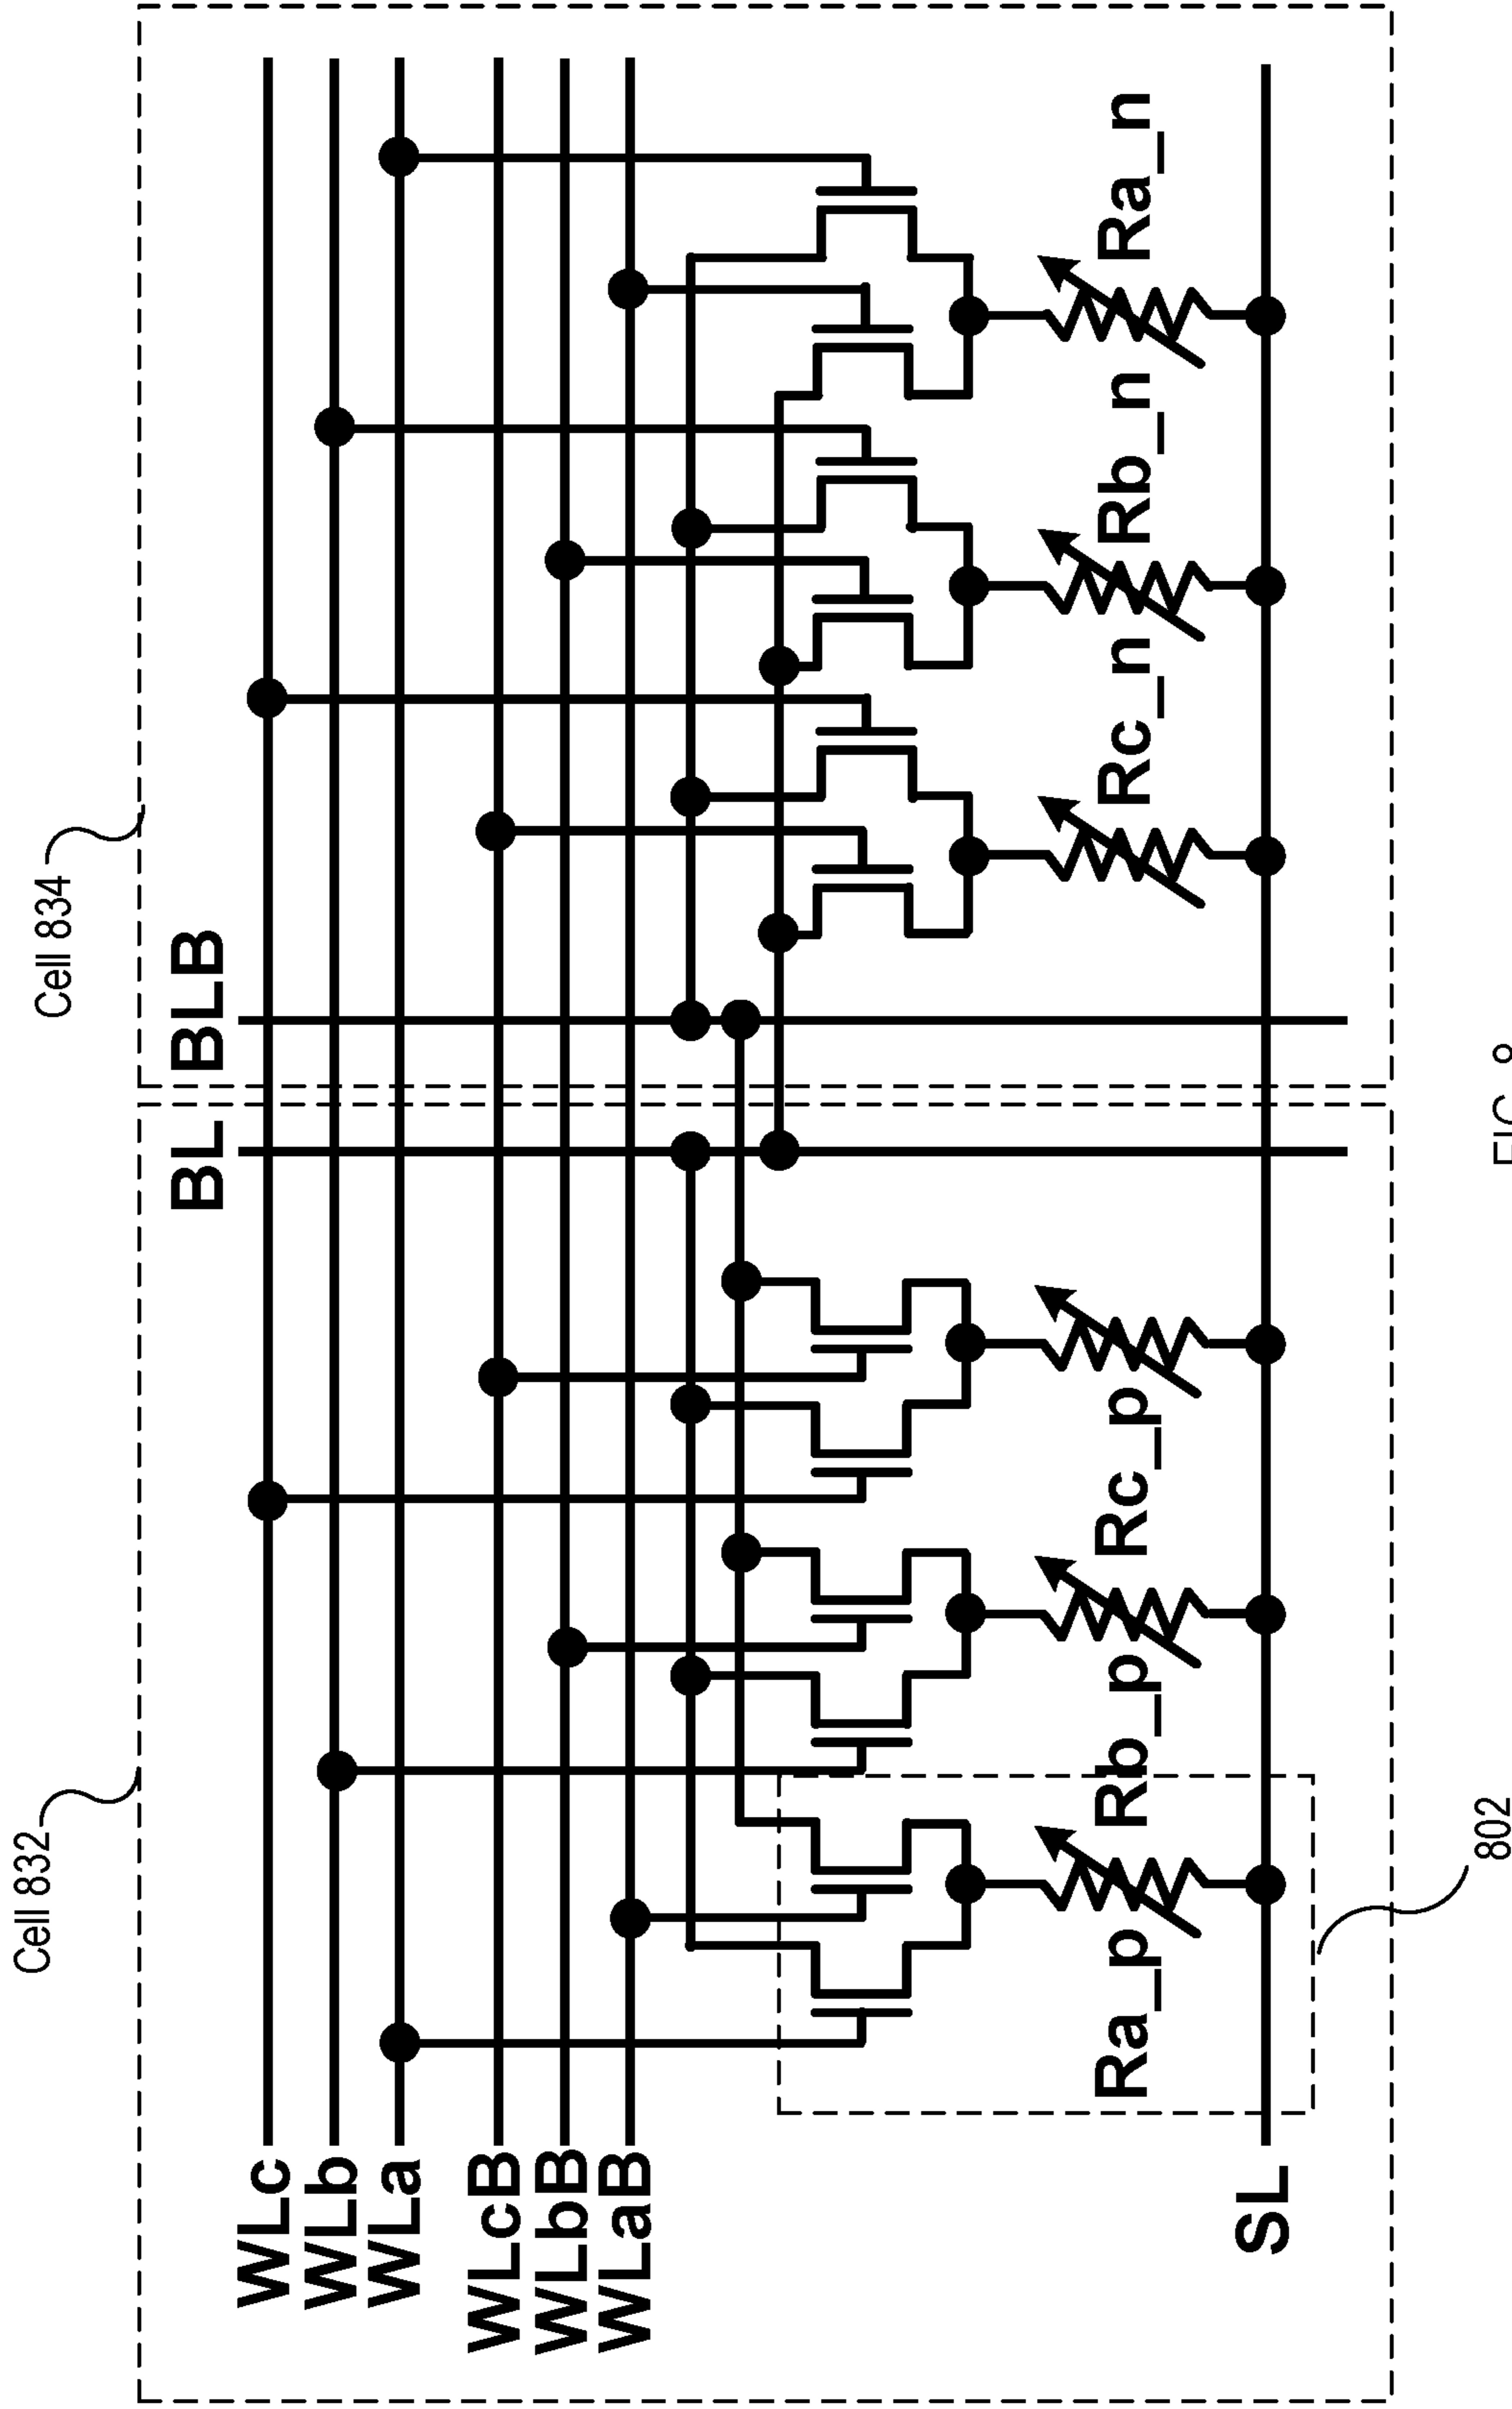 Cell 832
Cell 834
BL
BLB
WLc
WLb
WLa
WLcB
WLbB
WLaB
Ra_p
Rb_p
Rc_p
Rc_n
Rb_n
Ra_n
SL
802